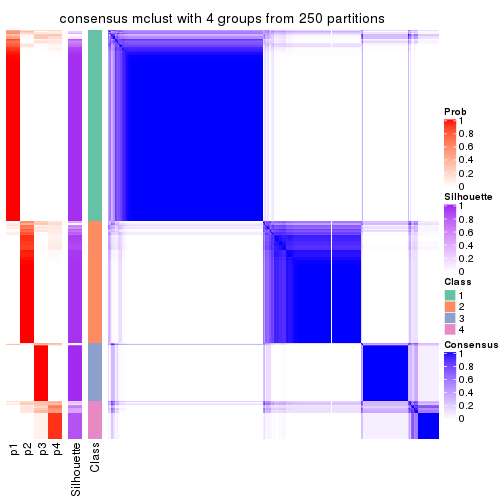 consensus mclust with 4 groups from 250 partitions
Prob
1
0.8
0.6
0.4
0.2
0
Silhouette
1
0.8
0.6
0.4
0.2
0
Class
1
2
3
4
Consensus
1
0.8
0.6
0.4
0.2
0
p1
p2
p3
p4
Silhouette
Class